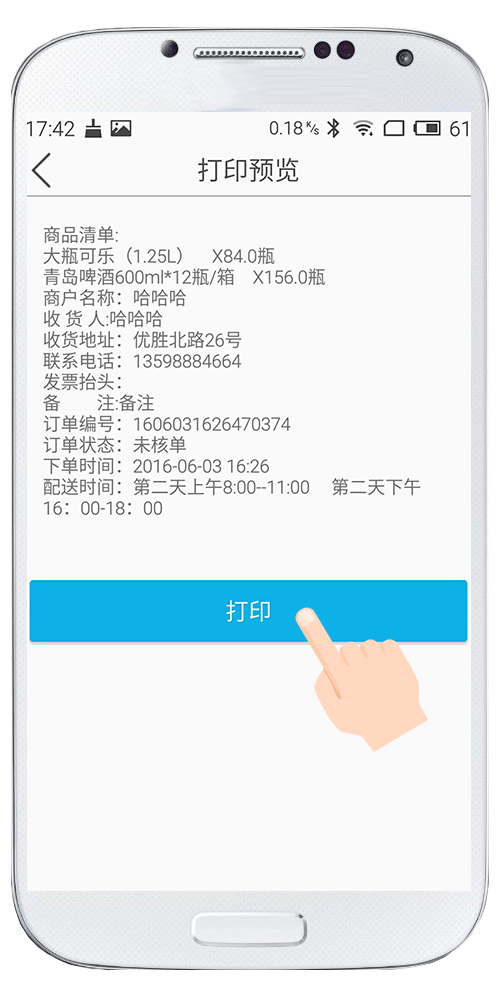 17:42 0.18 K/s 61
打印预览
商品清单:
大瓶可乐（1.25L） X84.0瓶
青岛啤酒600ml*12瓶/箱 X156.0瓶
商户名称：哈哈哈
收 货 人:哈哈哈
收货地址：优胜北路26号
联系电话：13598884664
发票抬头：
备 注:备注
订单编号：1606031626470374
订单状态：未核单
下单时间：2016-06-03 16:26
配送时间：第二天上午8:00--11:00 第二天下午
16：00-18：00
打印